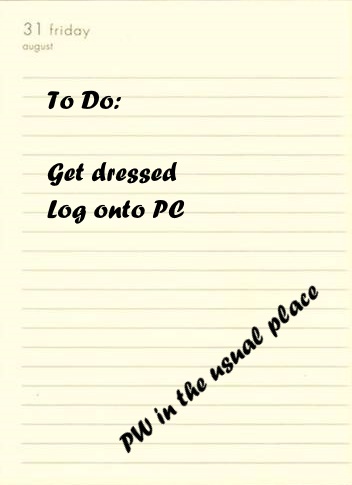 31 friday
august
To Do:
Get dressed
Log onto PC
PW in the usual place